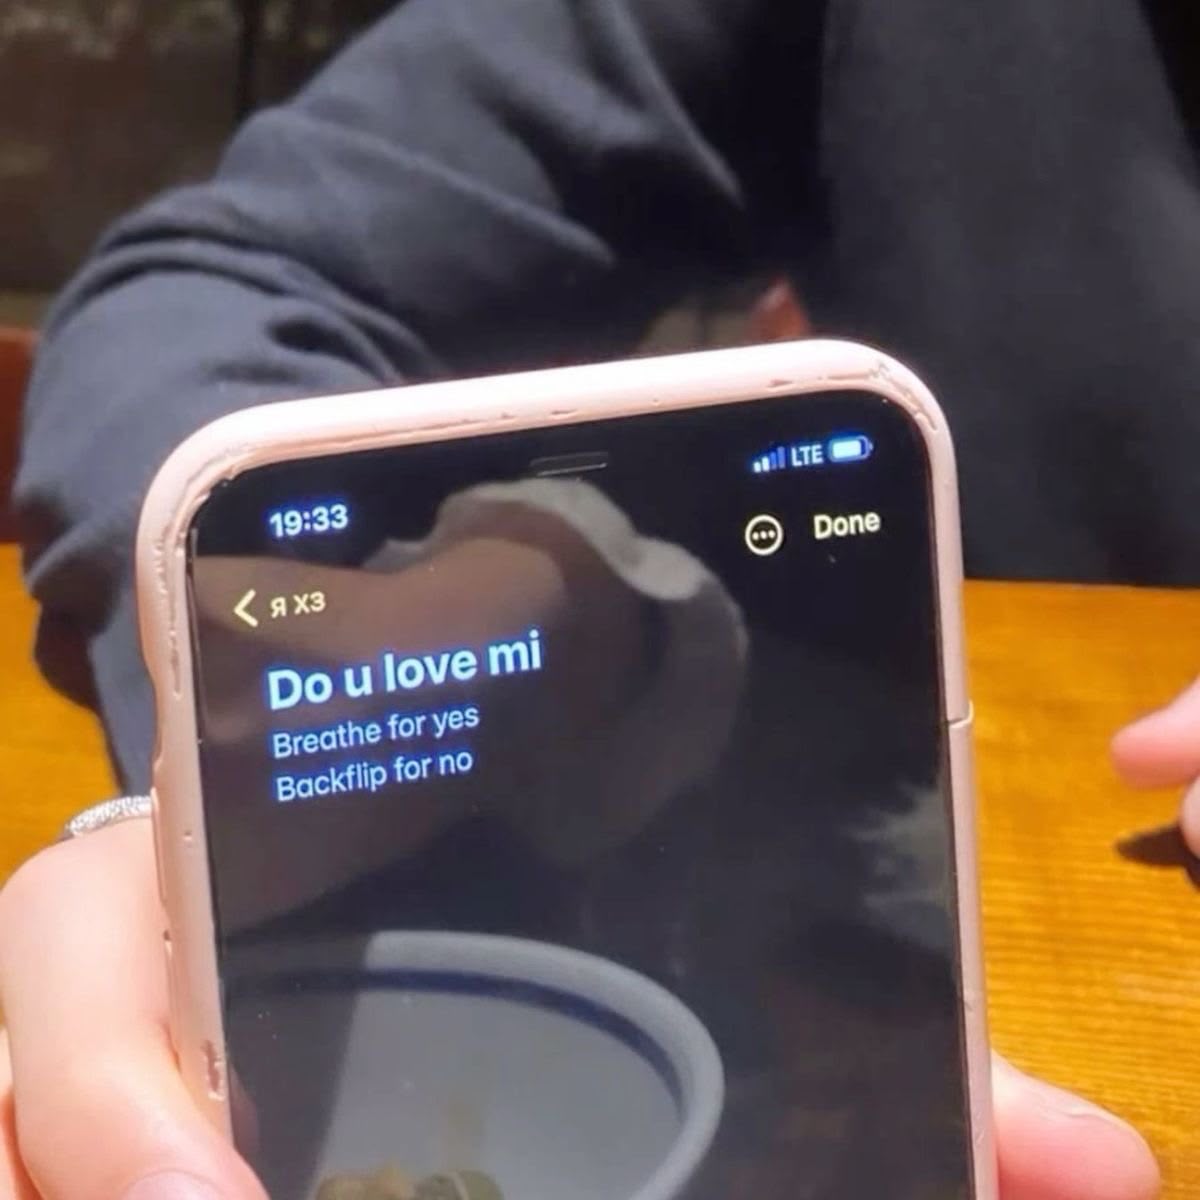 19:33
LTE
Done
Я ХЗ
Do u love mi
Breathe for yes
Backflip for no